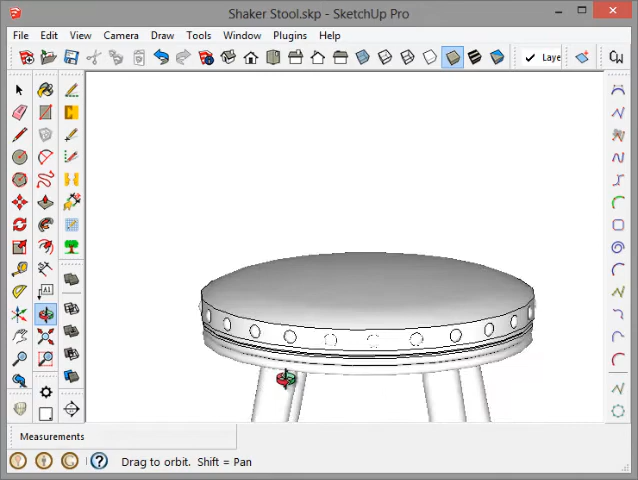 Shaker Stool.skp - SketchUp Pro
File Edit View Camera Draw Tools Window Plugins Help
Laye
A1
Measurements
Drag to orbit. Shift = Pan